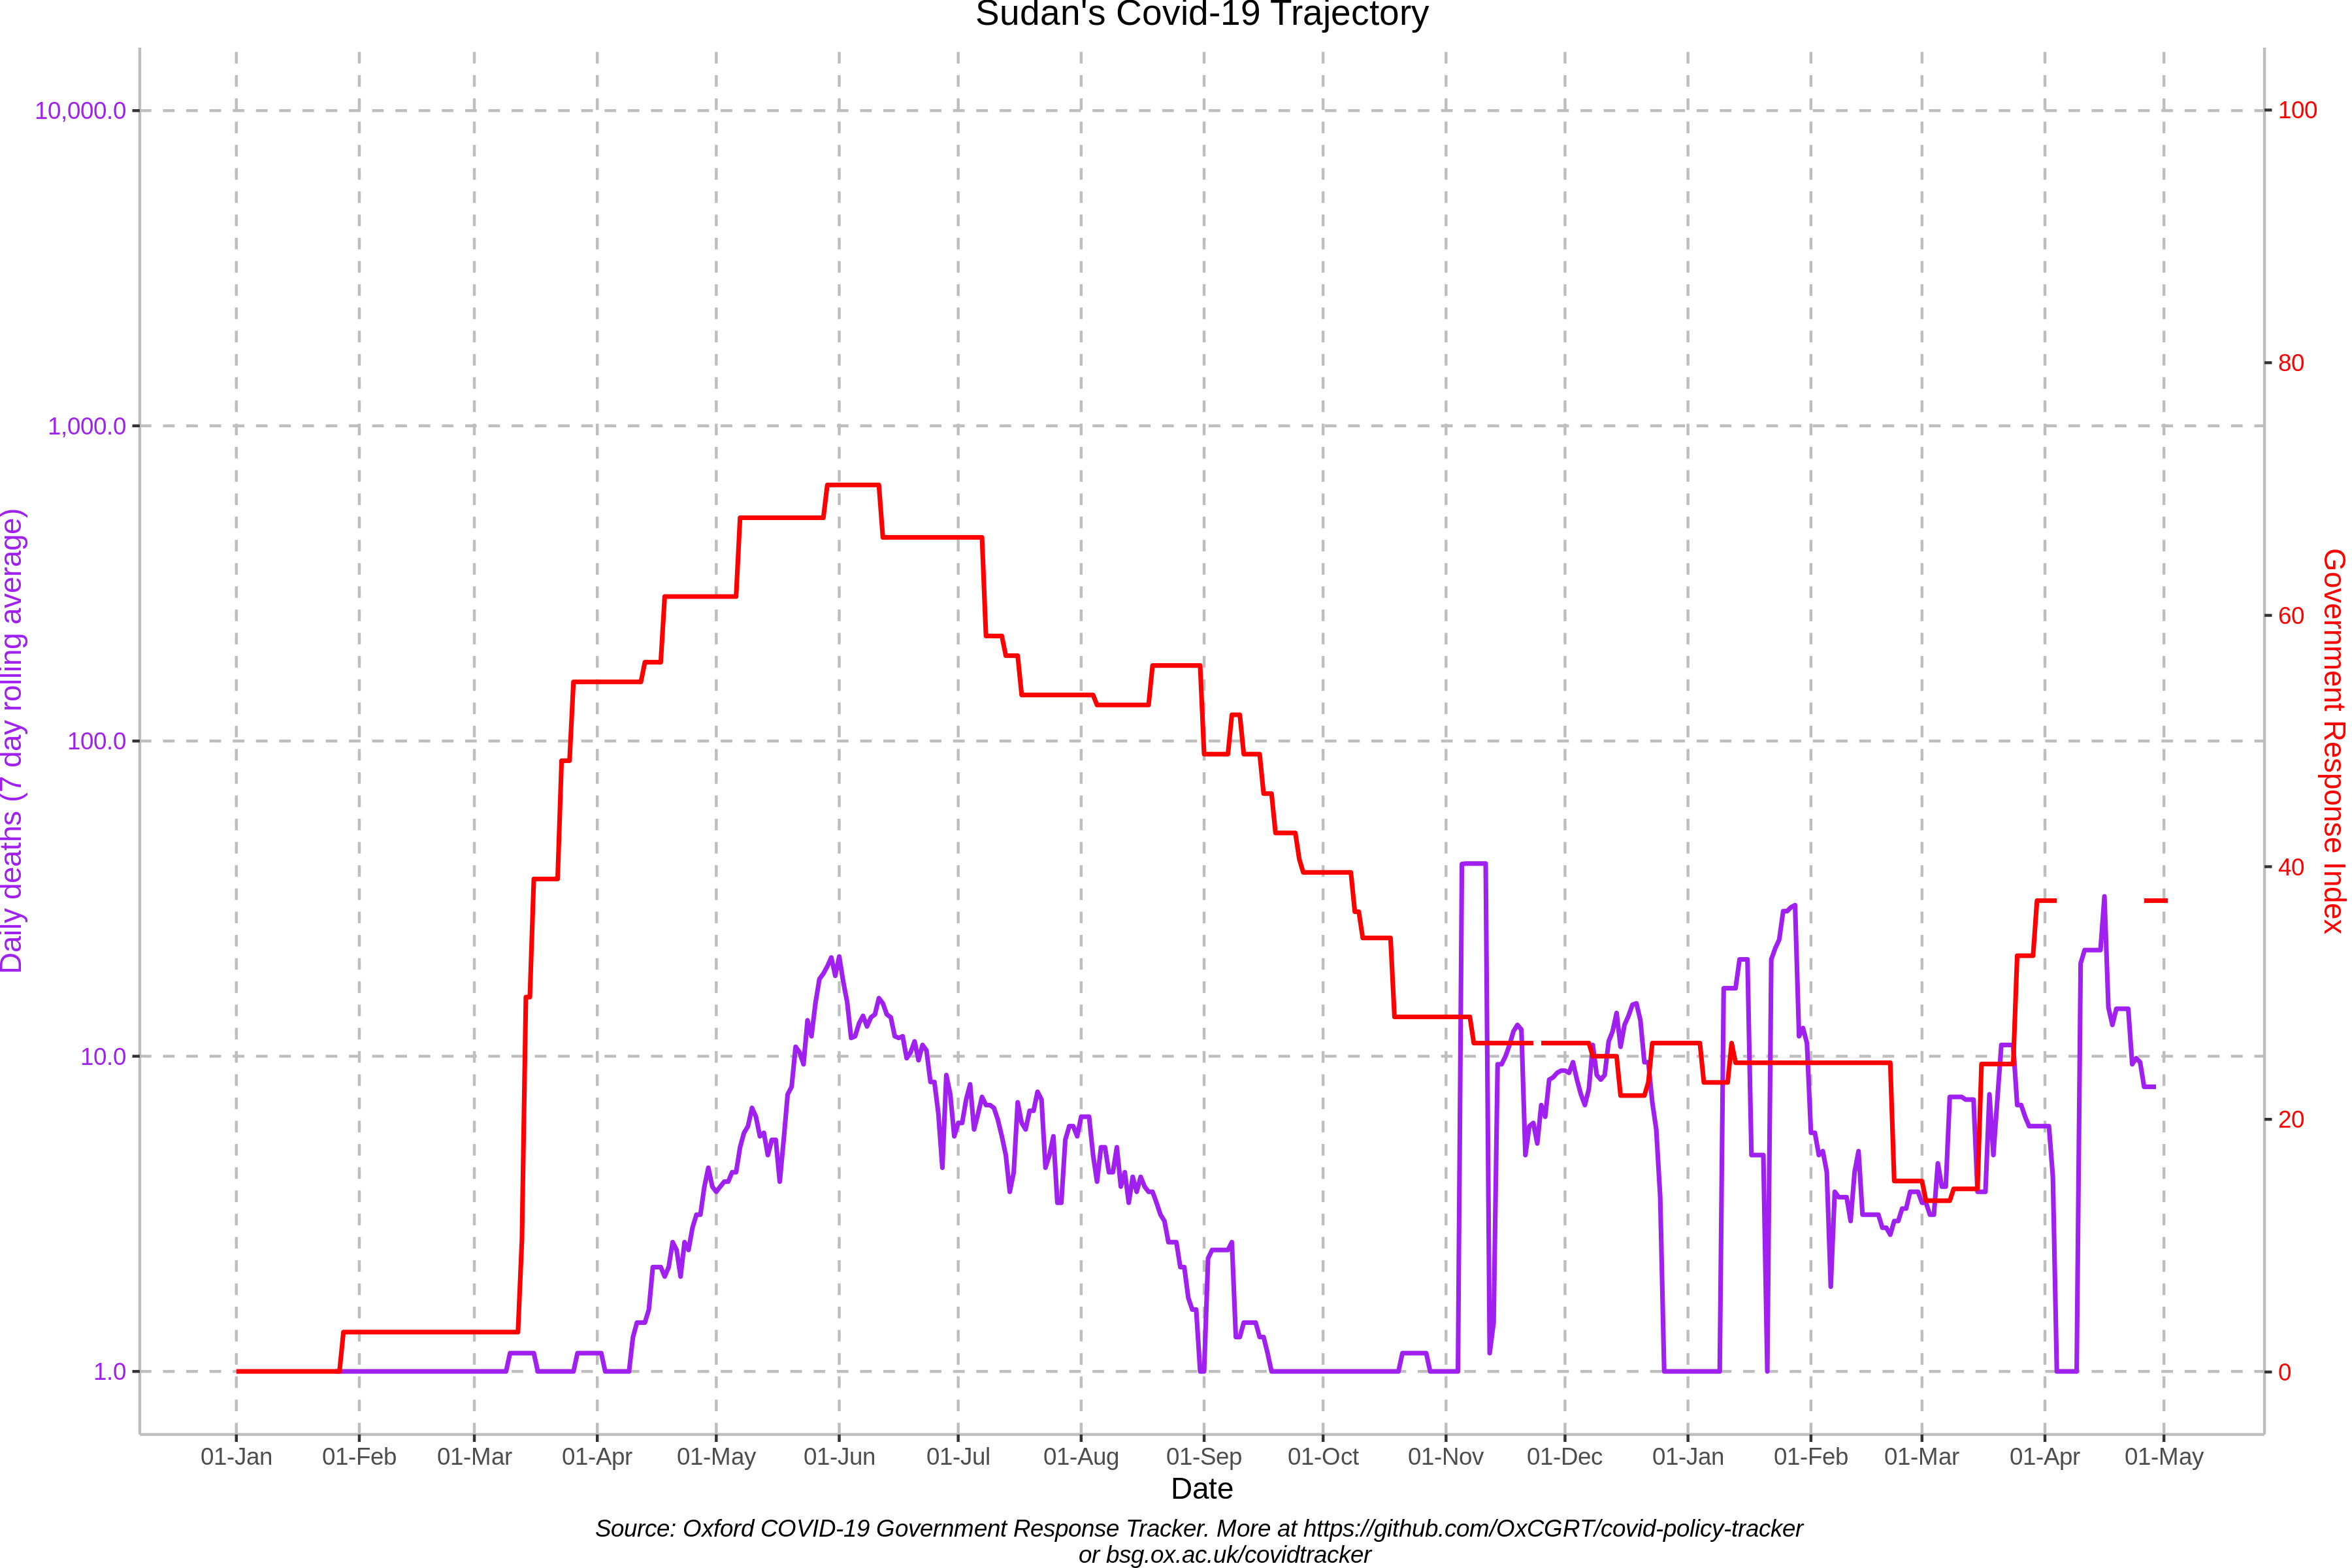 Sudan's Covid-19 Trajectory
10,000.0
1,000.0
100.0
10.0
1.0
Daily deaths (7 day rolling average)
100
80
60
40
20
0
Government Response Index
01-Jan 01-Feb 01-Mar 01-Apr 01-May 01-Jun 01-Jul 01-Aug 01-Sep 01-Oct 01-Nov 01-Dec 01-Jan 01-Feb 01-Mar 01-Apr 01-May
Date
Source: Oxford COVID-19 Government Response Tracker. More at https://github.com/OxCGRT/covid-policy-tracker
or bsg.ox.ac.uk/covidtracker